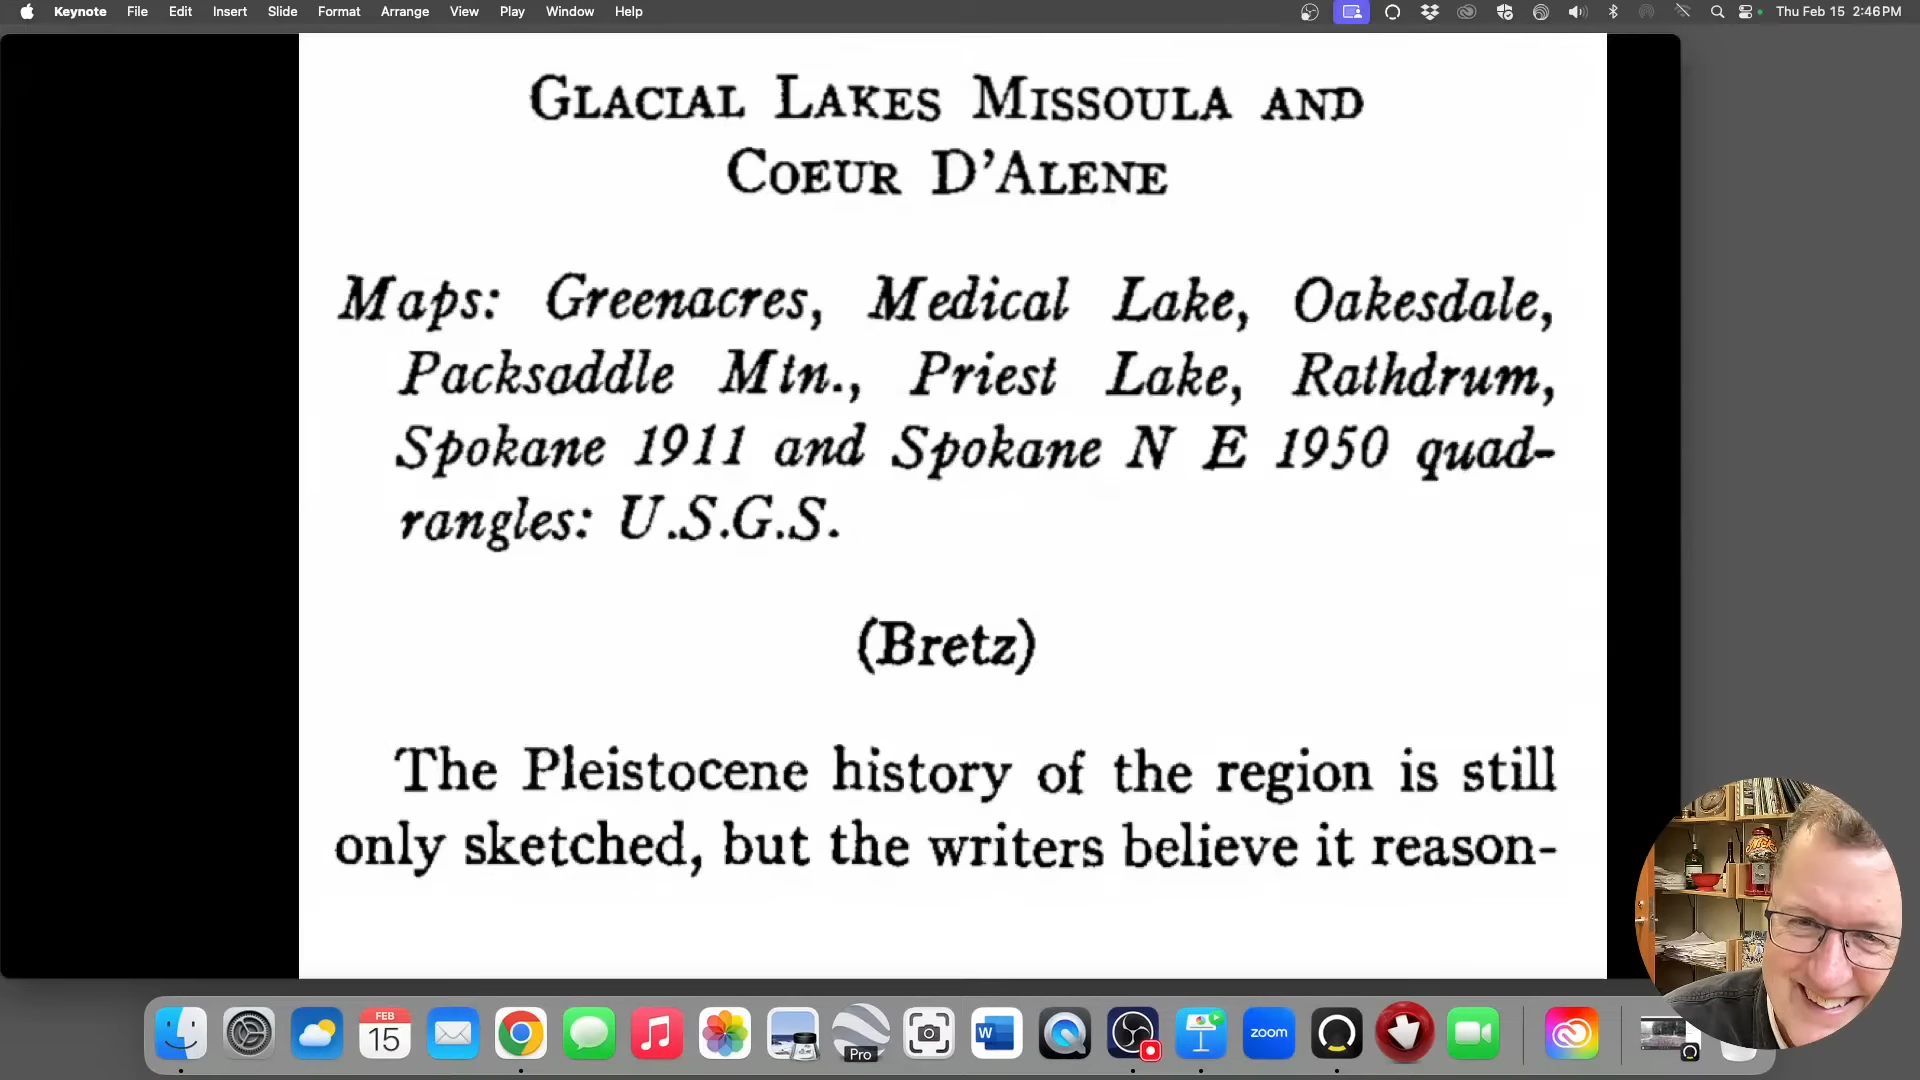 Keynote File Edit Insert Slide Format Arrange View Play Window Help
Thu Feb 15 2:46 PM
GLACIAL LAKES MISSOULA AND
COEUR D'ALENE
Maps: Greenacres, Medical Lake, Oakesdale,
Packsaddle Mtn., Priest Lake, Rathdrum,
Spokane 1911 and Spokane N E 1950 quad-
rangles: U.S.G.S.
(Bretz)
The Pleistocene history of the region is still
only sketched, but the writers believe it reason-
FEB
15
Pro
W
zoom